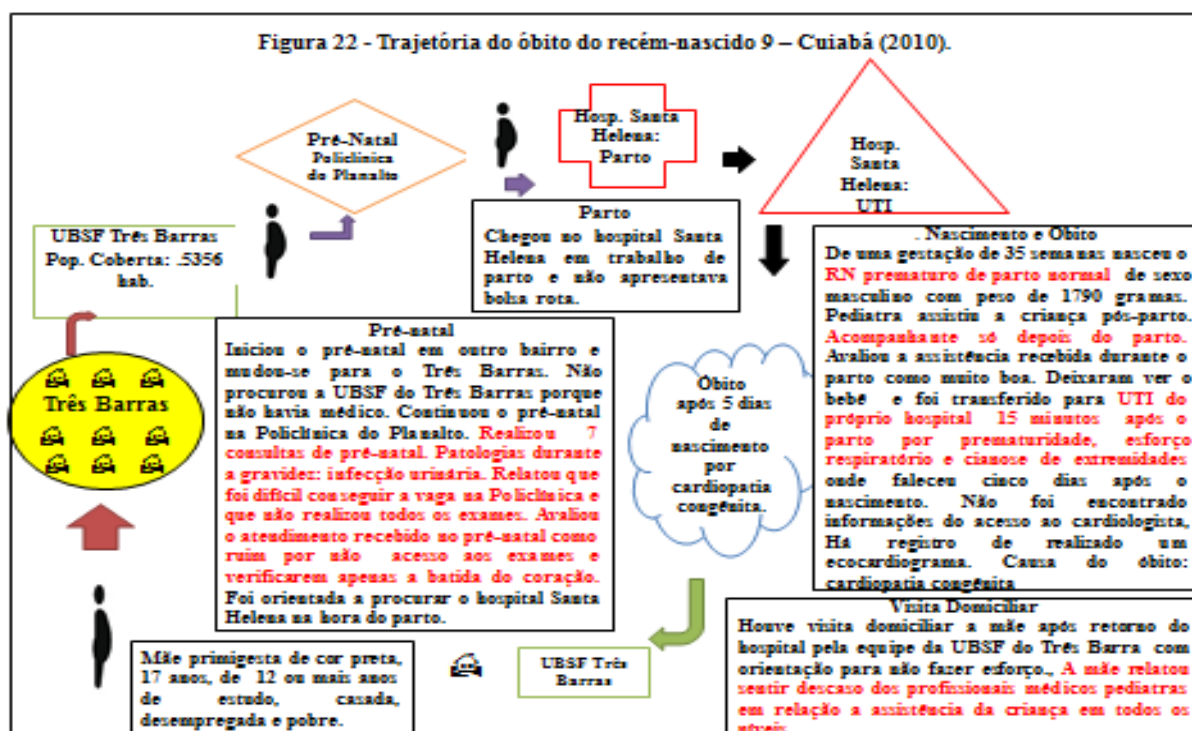 Figura 22 - Trajetória do óbito do recém-nascido 9 – Cuiabá (2010).
Pré-Natal
Policlínica
do Planalto
Hosp. Santa
Helena:
Parto
Hosp.
Santa
Helena:
UTI
UBSF Três Barras
Pop. Coberta: .5356
hab.
Parto
Chegou no hospital Santa
Helena em trabalho de
parto e não apresentava
bolsa rota.
. Nascimento e Óbito
De uma gestação de 35 semanas nasceu o
RN prematuro de parto normal de sexo
masculino com peso de 1790 gramas.
Pediatra assistiu a criança pós-parto.
Acompanhante só depois do parto.
Avaliou a assistência recebida durante o
parto como muito boa. Deixaram ver o
bebê e foi transferido para UTI do
próprio hospital 15 minutos após o
parto por prematuridade, esforço
respiratório e cianose de extremidades
onde faleceu cinco dias após o
nascimento. Não foi encontrado
informações do acesso ao cardiologista,
Há registro de realizado um
ecocardiograma. Causa do óbito:
cardiopatia congênita
Três Barras
Pré-natal
Iniciou o pré-natal em outro bairro e
mudou-se para o Três Barras. Não
procurou a UBSF do Três Barras porque
não havia médico. Continuou o pré-natal
na Policlínica do Planalto. Realizou 7
consultas de pré-natal. Patologias durante
a gravidez: infecção urinária. Relatou que
foi difícil conseguir a vaga na Policlínica e
que não realizou todos os exames. Avaliou
o atendimento recebido no pré-natal como
ruim por não acesso aos exames e
verificarem apenas a batida do coração.
Foi orientada a procurar o hospital Santa
Helena na hora do parto.
Óbito
após 5 dias
de
nascimento
por
cardiopatia
congênita.
Mãe primigesta de cor preta,
17 anos, de 12 ou mais anos
de estudo, casada,
desempregada e pobre.
UBSF Três
Barras
Visita Domiciliar
Houve visita domiciliar a mãe após retorno do
hospital pela equipe da UBSF do Três Barra com
orientação para não fazer esforço., A mãe relatou
sentir descaso dos profissionais médicos pediatras
em relação a assistência da criança em todos os
níveis